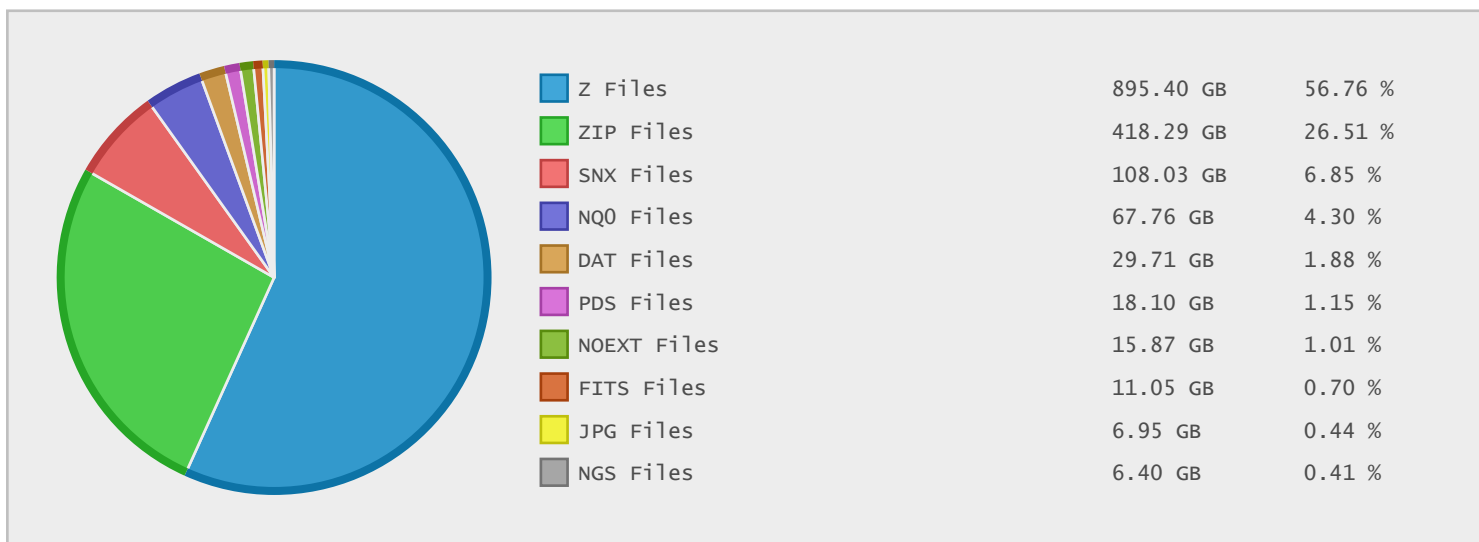 Z Files 895.40 GB 56.76 %
ZIP Files 418.29 GB 26.51 %
SNX Files 108.03 GB 6.85 %
NQ0 Files 67.76 GB 4.30 %
DAT Files 29.71 GB 1.88 %
PDS Files 18.10 GB 1.15 %
NOEXT Files 15.87 GB 1.01 %
FITS Files 11.05 GB 0.70 %
JPG Files 6.95 GB 0.44 %
NGS Files 6.40 GB 0.41 %